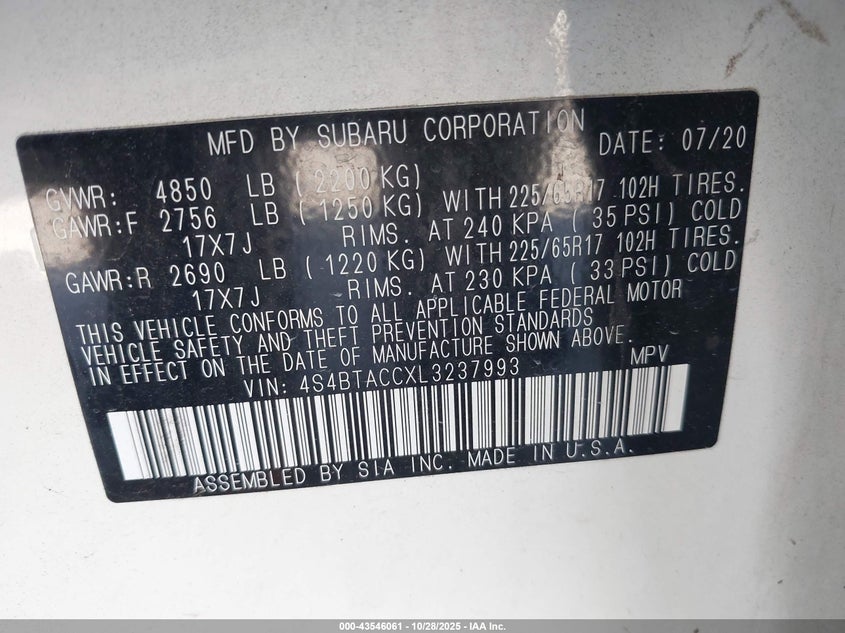 MFD BY SUBARU CORPORATION DATE: 07/20
GVWR: 4850 LB ( 2200 KG)
GAWR:F 2756 LB ( 1250 KG) WITH 225/65R17 102H TIRES.
17X7J RIMS. AT 240 KPA ( 35 PSI) COLD
GAWR:R 2690 LB ( 1220 KG) WITH 225/65R17 102H TIRES.
17X7J RIMS. AT 230 KPA ( 33 PSI) COLD
THIS VEHICLE CONFORMS TO ALL APPLICABLE FEDERAL MOTOR
VEHICLE SAFETY AND THEFT PREVENTION STANDARDS
IN EFFECT ON THE DATE OF MANUFACTURE SHOWN ABOVE.
VIN: 4S4BTACCXL3237993 MPV
ASSEMBLED BY SIA INC. MADE IN U.S.A.
000-43546061 | 10/28/2025 - IAA Inc.